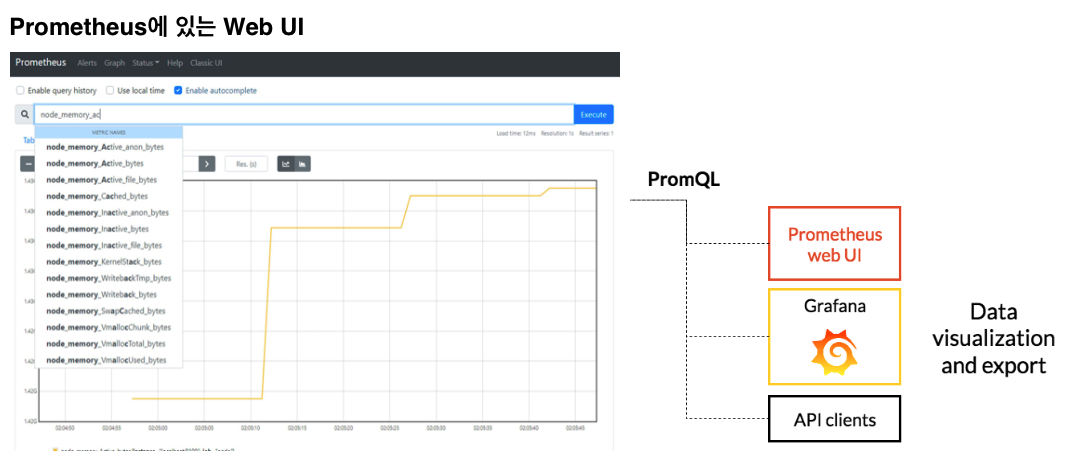 Prometheus에 있는 Web UI
Prometheus Alerts Graph Status Help Classic UI
Enable query history Use local time Enable autocomplete
node_memory_ac Execute
Load time: 12ms Resolution: 1s Result series: 1
METRIC NAMES
Tab
node_memory_Active_anon_bytes
node_memory_Active_bytes
Res. (s)
node_memory_Active_file_bytes
node_memory_Cached_bytes
node_memory_Inactive_anon_bytes
node_memory_Inactive_bytes
node_memory_Inactive_file_bytes
node_memory_KernelStack_bytes
node_memory_WritebackTmp_bytes
node_memory_Writeback_bytes
node_memory_SwapCached_bytes
node_memory_VmallocChunk_bytes
node_memory_VmallocTotal_bytes
node_memory_VmallocUsed_bytes
1.42G
02:04:50 02:04:55 02:05:00 02:05:05 02:05:10 02:05:15 02:05:20 02:05:25 02:05:30 02:05:35 02:05:40 02:05:45
PromQL
Prometheus
web UI
Grafana
API clients
Data
visualization
and export